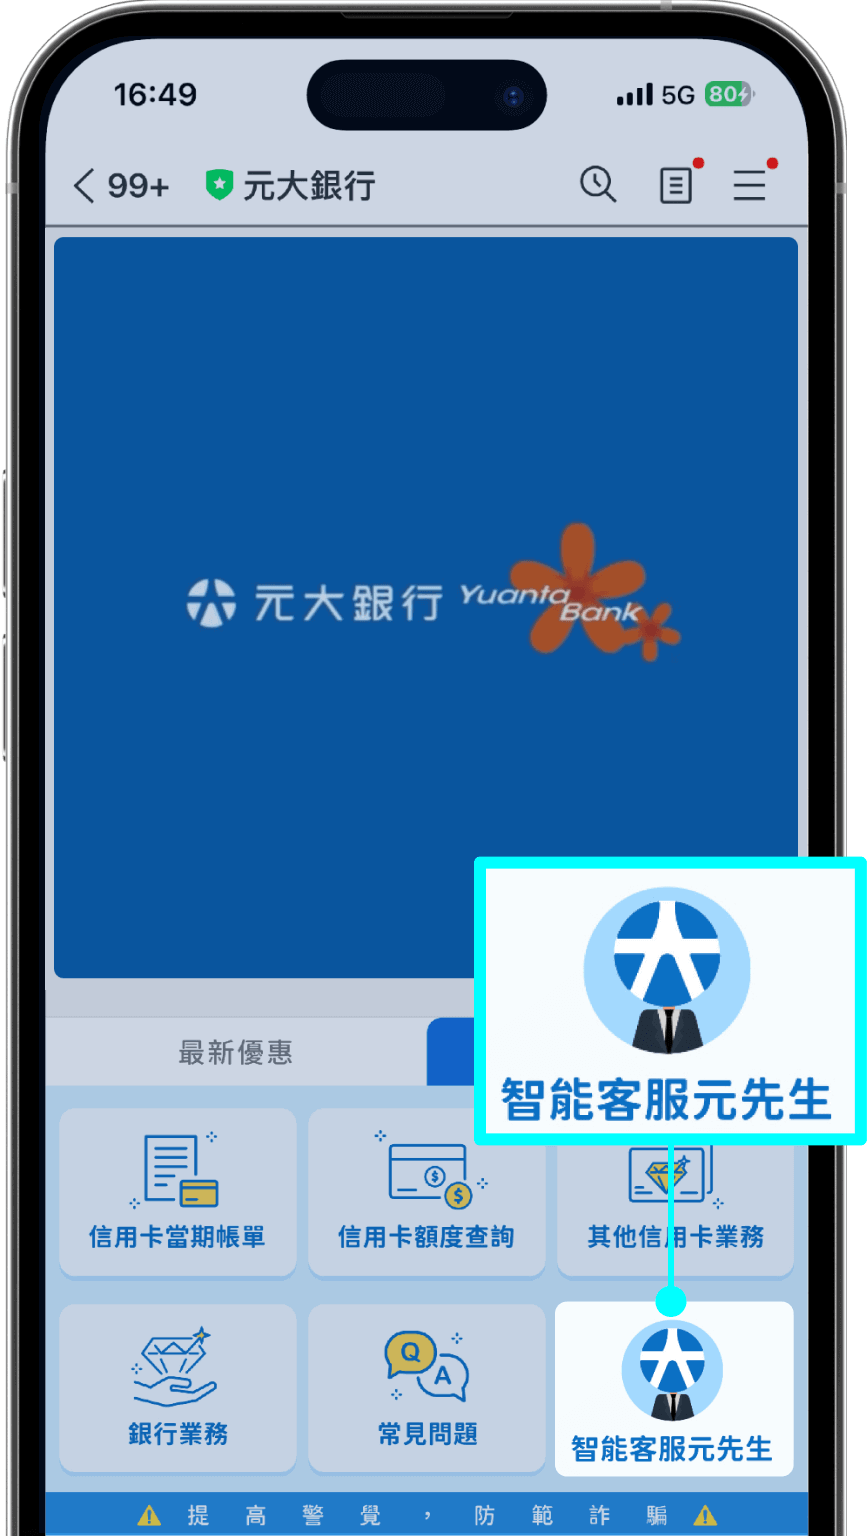 16:49 5G 80
99+ 元大銀行
元大銀行 Yuanta Bank
最新優惠
智能客服元先生
信用卡當期帳單 信用卡額度查詢 其他信用卡業務
Q A
銀行業務 常見問題 智能客服元先生
提高警覺，防範詐騙